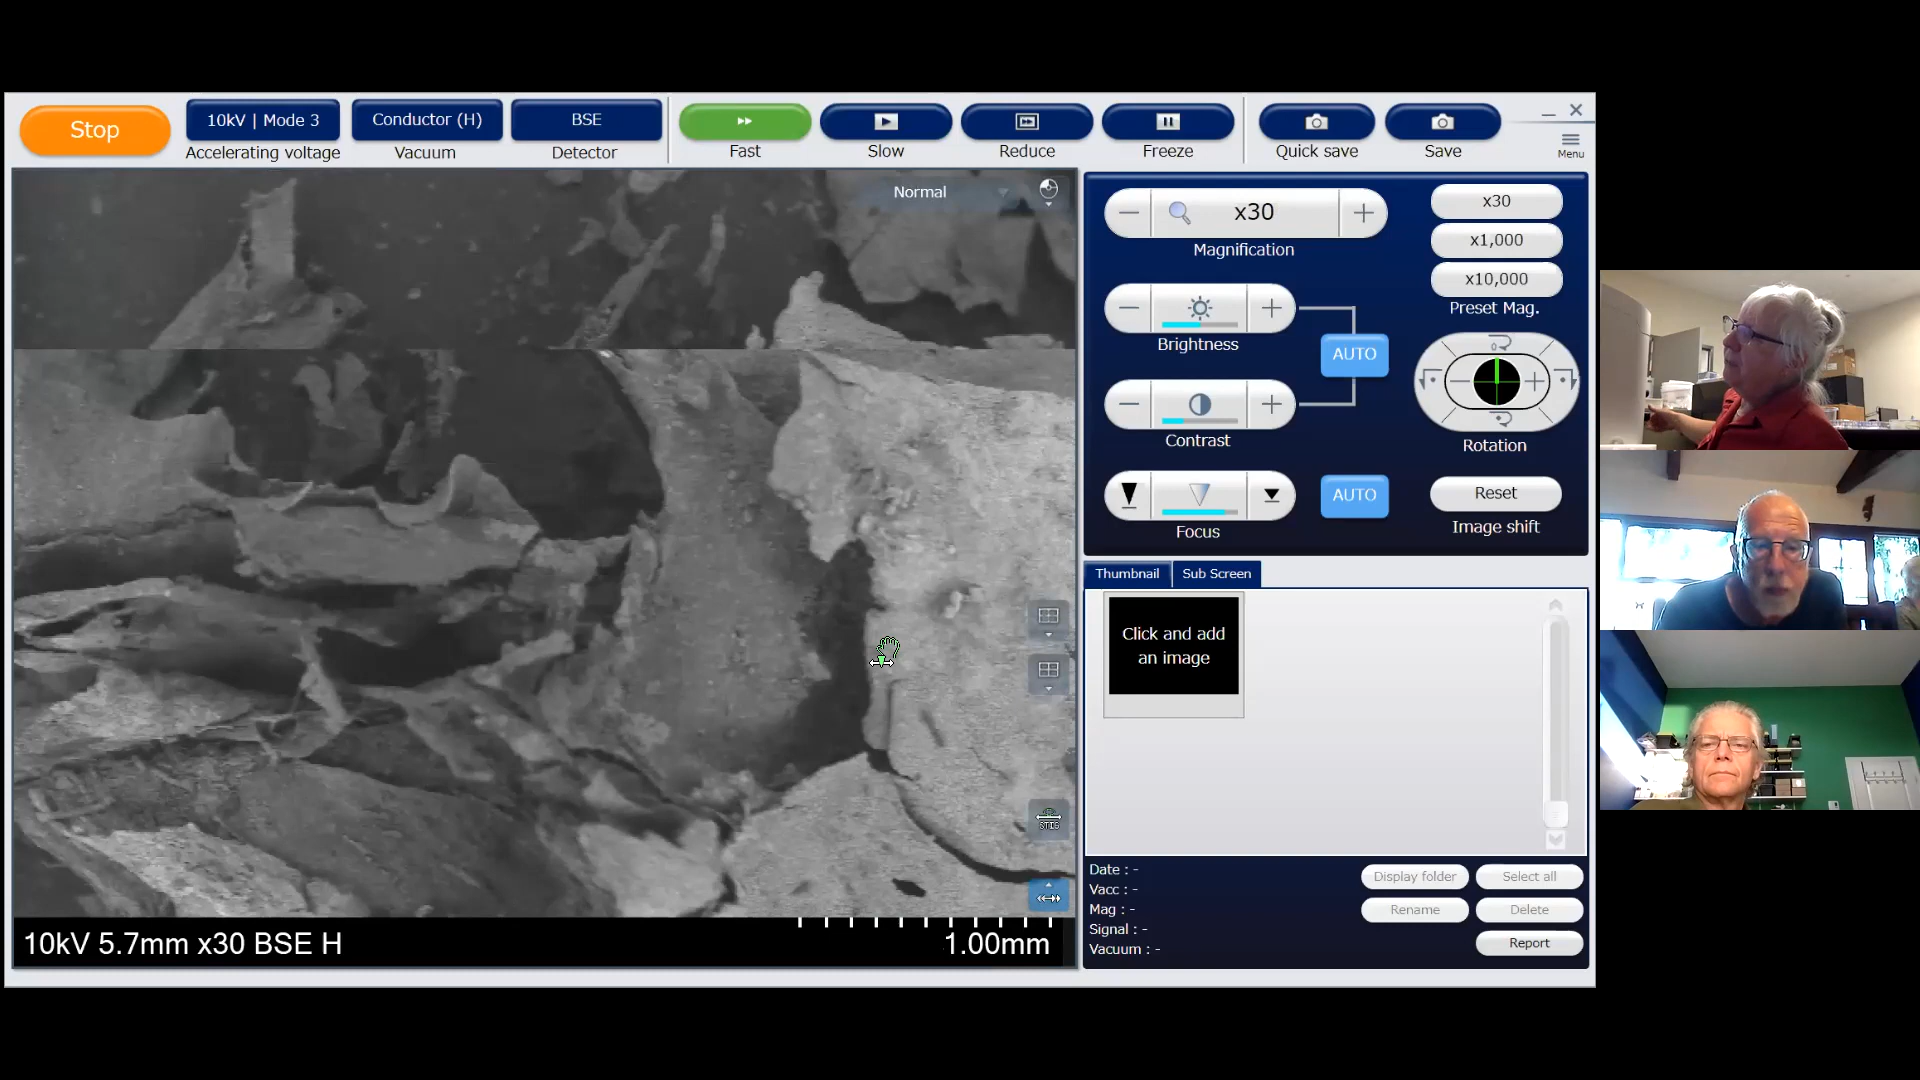 Stop
10kV | Mode 3
Accelerating voltage
Conductor (H)
Vacuum
BSE
Detector
Fast
Slow
Reduce
Freeze
Quick save
Save
Menu
Normal
x30
Magnification
x30
x1,000
x10,000
Preset Mag.
Brightness
AUTO
Contrast
Rotation
AUTO
Focus
Reset
Image shift
Thumbnail
Sub Screen
Click and add
an image
Date : -
Vacc : -
Mag : -
Signal : -
Vacuum : -
Display folder
Select all
Rename
Delete
Report
10kV 5.7mm x30 BSE H
1.00mm